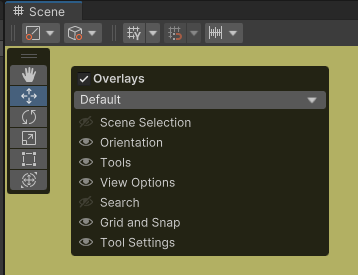 Scene
Y
Overlays
Default
Scene Selection
Orientation
Tools
View Options
Search
Grid and Snap
Tool Settings